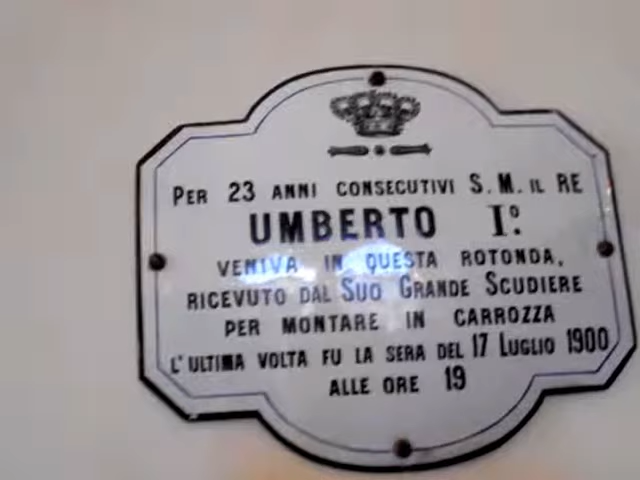 PER 23 ANNI CONSECUTIVI S.M. IL RE
UMBERTO Iº.
VENIVA IN QUESTA ROTONDA,
RICEVUTO DAL SUO GRANDE SCUDIERE
PER MONTARE IN CARROZZA
L'ULTIMA VOLTA FU LA SERA DEL 17 LUGLIO 1900
ALLE ORE 19